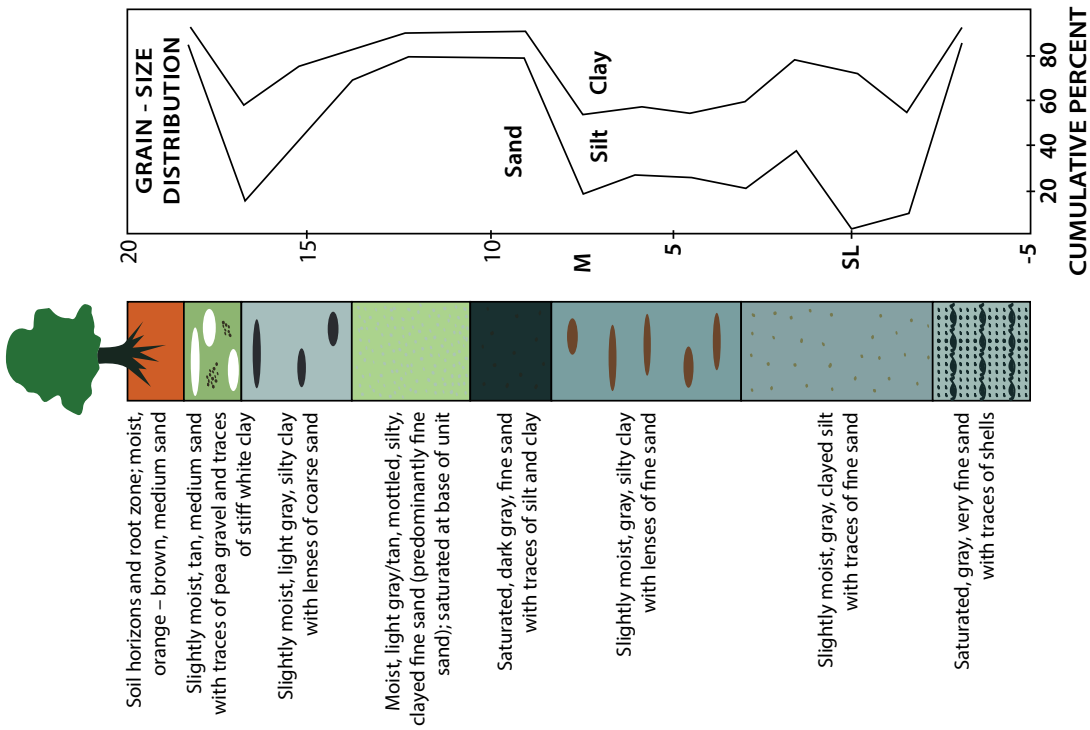 GRAIN - SIZE
DISTRIBUTION
Clay
Silt
Sand
80
60
40
20
CUMULATIVE PERCENT
20
15
10
M
5
SL
-5
Soil horizons and root zone; moist,
orange – brown, medium sand
Slightly moist, tan, medium sand
with traces of pea gravel and traces
of stiff white clay
Slightly moist, light gray, silty clay
with lenses of coarse sand
Moist, light gray/tan, mottled, silty,
clayed fine sand (predominantly fine
sand); saturated at base of unit
Saturated, dark gray, fine sand
with traces of silt and clay
Slightly moist, gray, silty clay
with lenses of fine sand
Slightly moist, gray, clayed silt
with traces of fine sand
Saturated, gray, very fine sand
with traces of shells